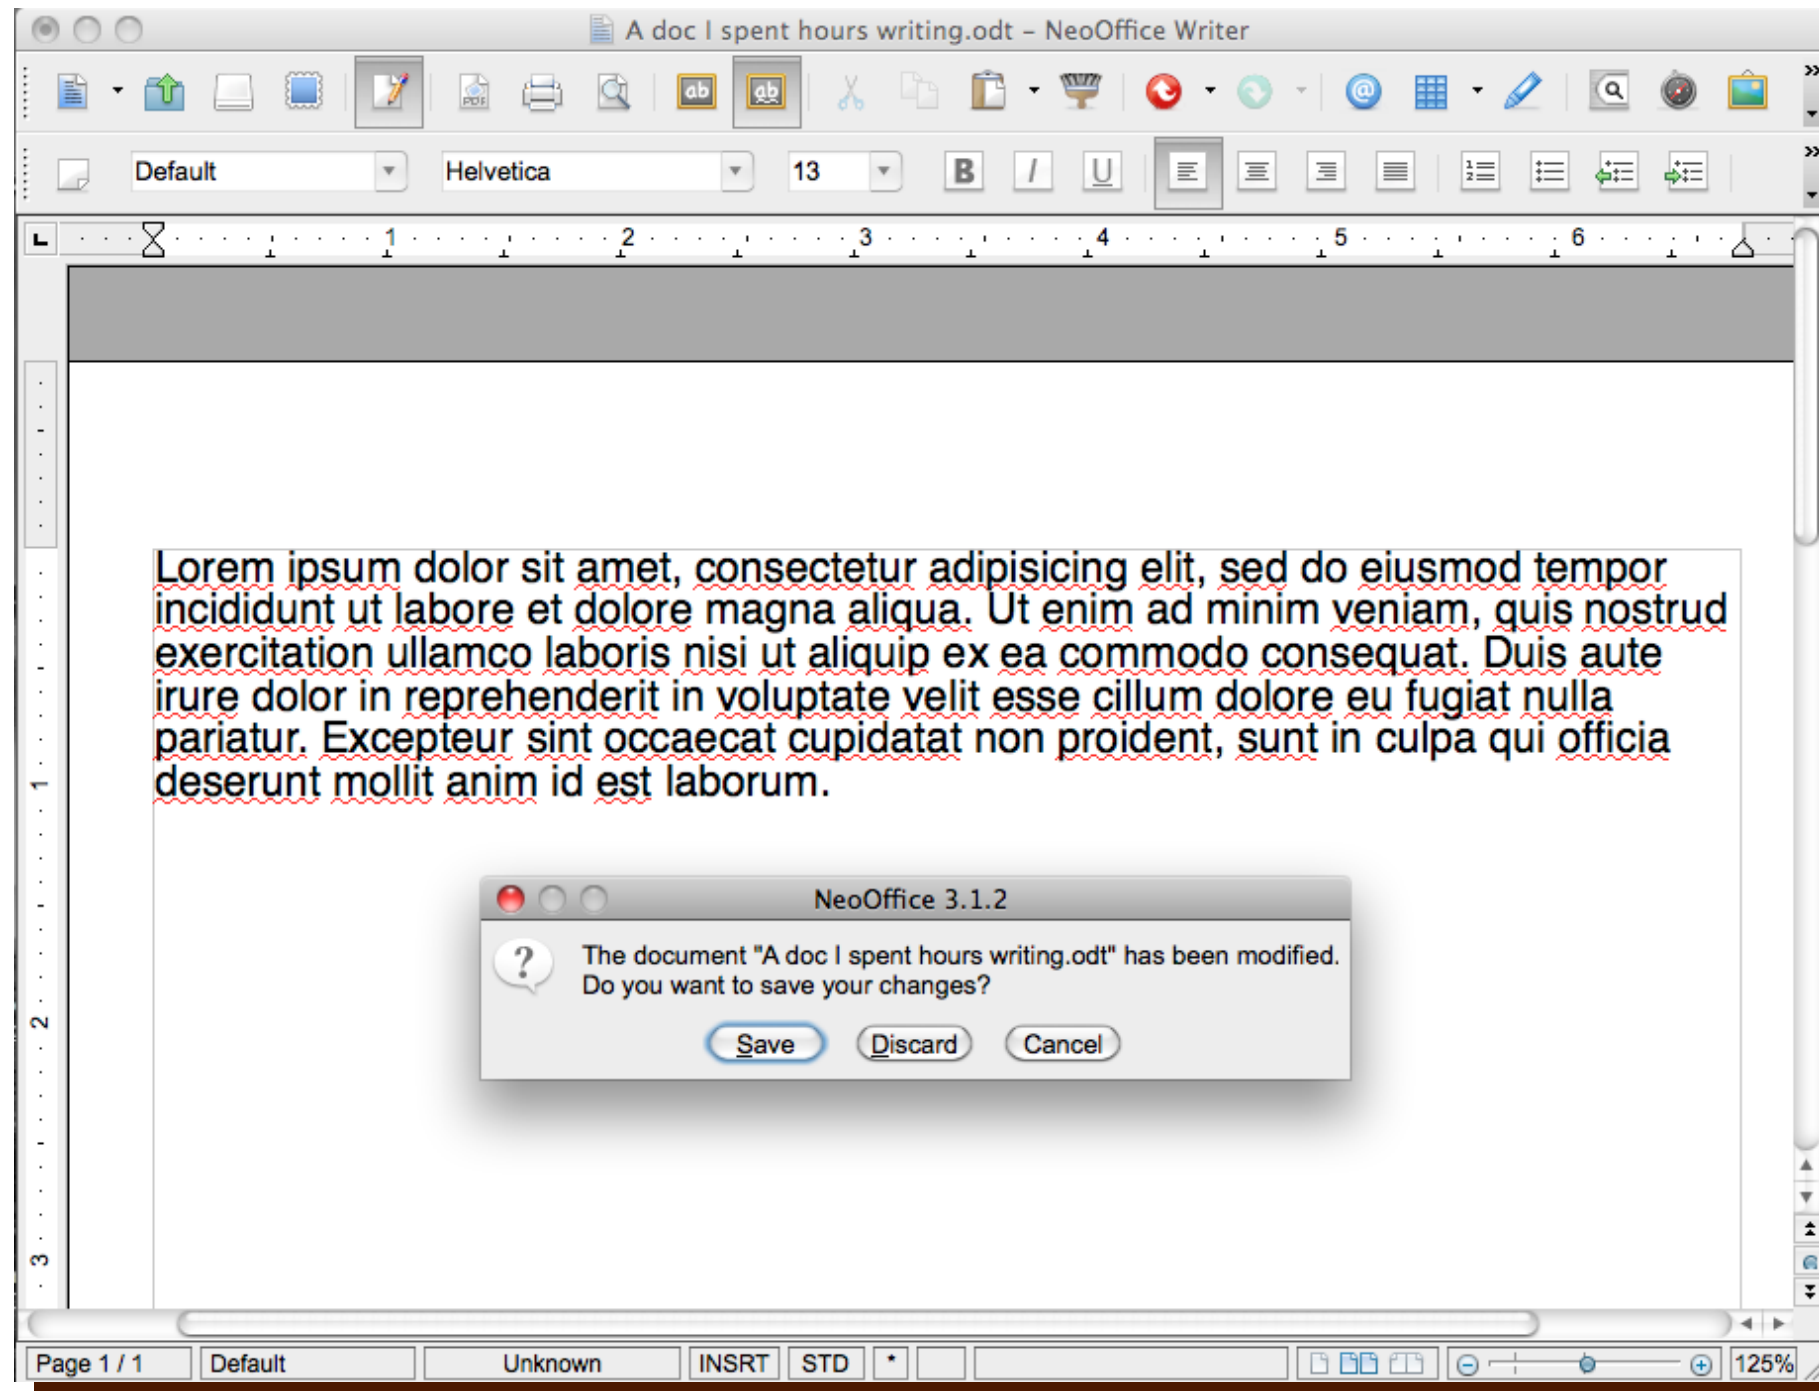 A doc I spent hours writing.odt – NeoOffice Writer
PDF ab ab
Default Helvetica 13 B I U
1 2 3 4 5 6
Lorem ipsum dolor sit amet, consectetur adipisicing elit, sed do eiusmod tempor
incididunt ut labore et dolore magna aliqua. Ut enim ad minim veniam, quis nostrud
exercitation ullamco laboris nisi ut aliquip ex ea commodo consequat. Duis aute
irure dolor in reprehenderit in voluptate velit esse cillum dolore eu fugiat nulla
pariatur. Excepteur sint occaecat cupidatat non proident, sunt in culpa qui officia
deserunt mollit anim id est laborum.
1
NeoOffice 3.1.2
?
The document "A doc I spent hours writing.odt" has been modified.
Do you want to save your changes?
2
Save Discard Cancel
3
Page 1 / 1 Default Unknown INSRT STD * 125%